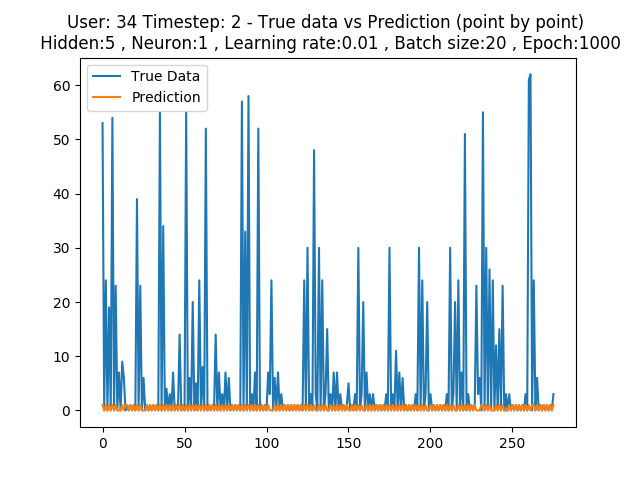 User: 34 Timestep: 2 - True data vs Prediction (point by point)
Hidden:5 , Neuron:1 , Learning rate:0.01 , Batch size:20 , Epoch:1000
True Data
Prediction
60
50
40
30
20
10
0
0 50 100 150 200 250